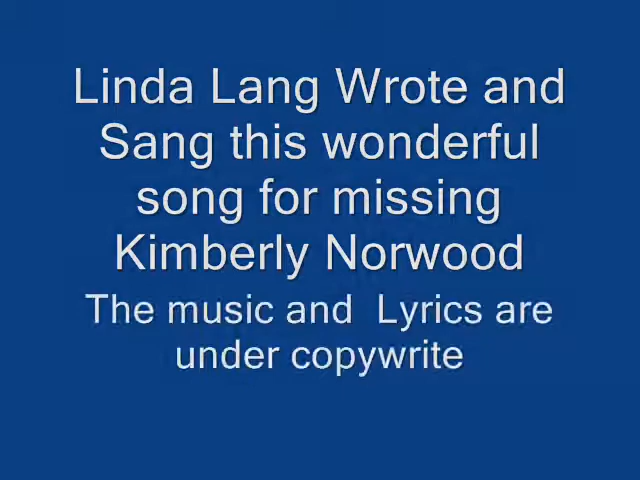 Linda Lang Wrote and
Sang this wonderful
song for missing
Kimberly Norwood
The music and  Lyrics are
under copywrite